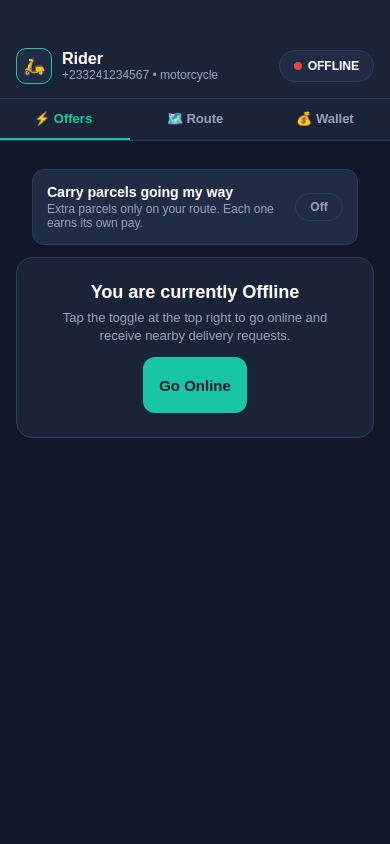 Rider
+233241234567 • motorcycle
OFFLINE
⚡ Offers
🗺️ Route
💰 Wallet
Carry parcels going my way
Extra parcels only on your route. Each one
earns its own pay.
Off
You are currently Offline
Tap the toggle at the top right to go online and
receive nearby delivery requests.
Go Online